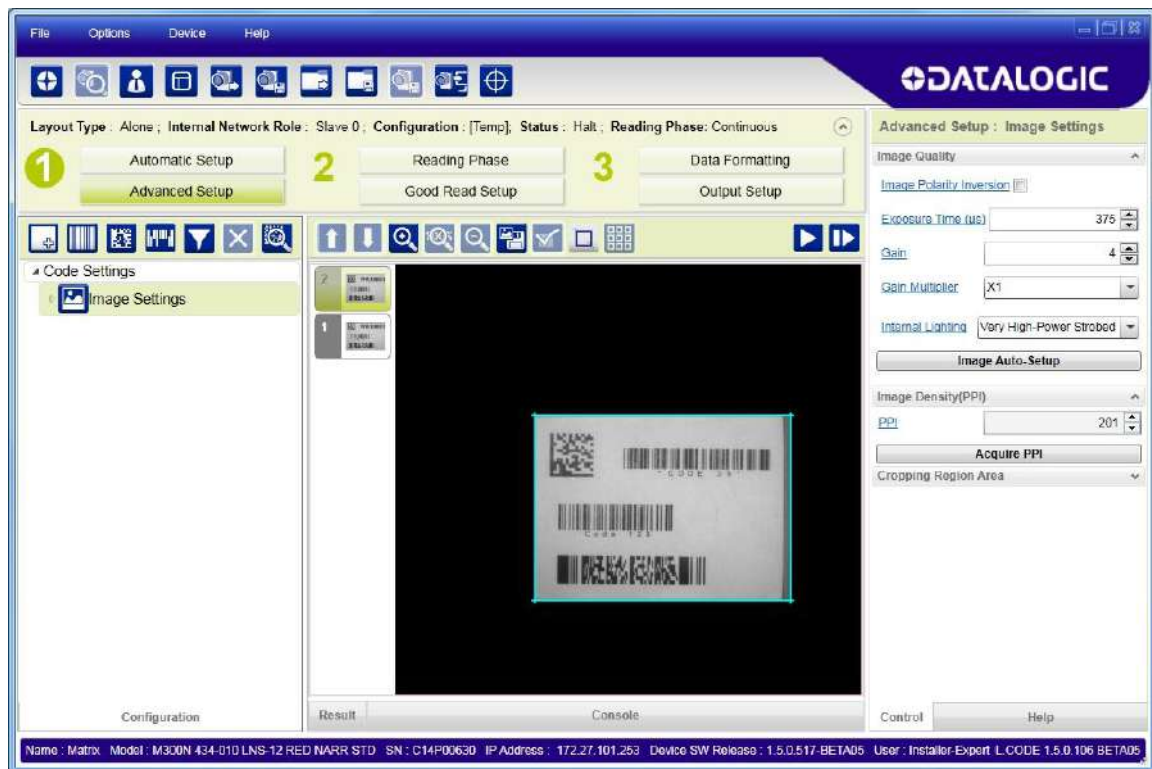 File Options Device Help
DATALOGIC
Layout Type : Alone ; Internal Network Role : Slave 0 ; Configuration : [Temp]; Status : Halt ; Reading Phase: Continuous
1 Automatic Setup 2 Reading Phase 3 Data Formatting
Advanced Setup Good Read Setup Output Setup
Code Settings
Image Settings
2
1
"CODE 39"
Code 128
Configuration
Result Console
Advanced Setup : Image Settings
Image Quality
Image Polarity Inversion
Exposure Time (us) 375
Gain 4
Gain Multiplier X1
Internal Lighting Very High-Power Strobed
Image Auto-Setup
Image Density(PPI)
PPI 201
Acquire PPI
Cropping Region Area
Control Help
Name : Matrix Model : M300N 434-010 LNS-12 RED NARR STD SN : C14P00630 IP Address : 172.27.101.253 Device SW Release : 1.5.0.517-BETA05 User : Installer-Expert L.CODE 1.5.0.106 BETA05